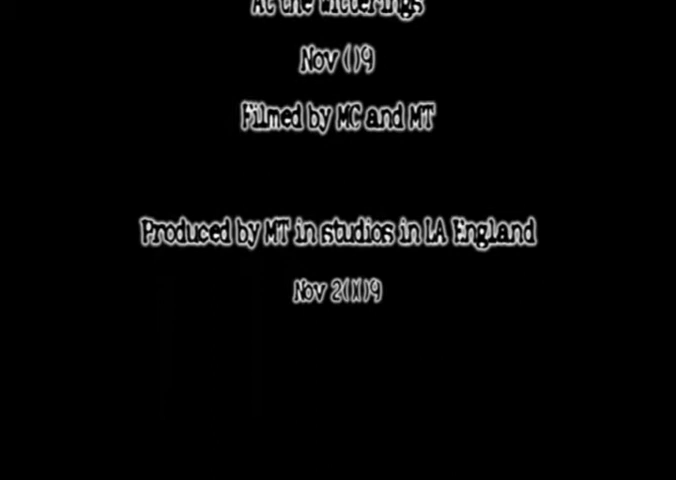 At the Witterings
Nov 09
Filmed by MC and MT
Produced by MT in studios in LA England
Nov 2009